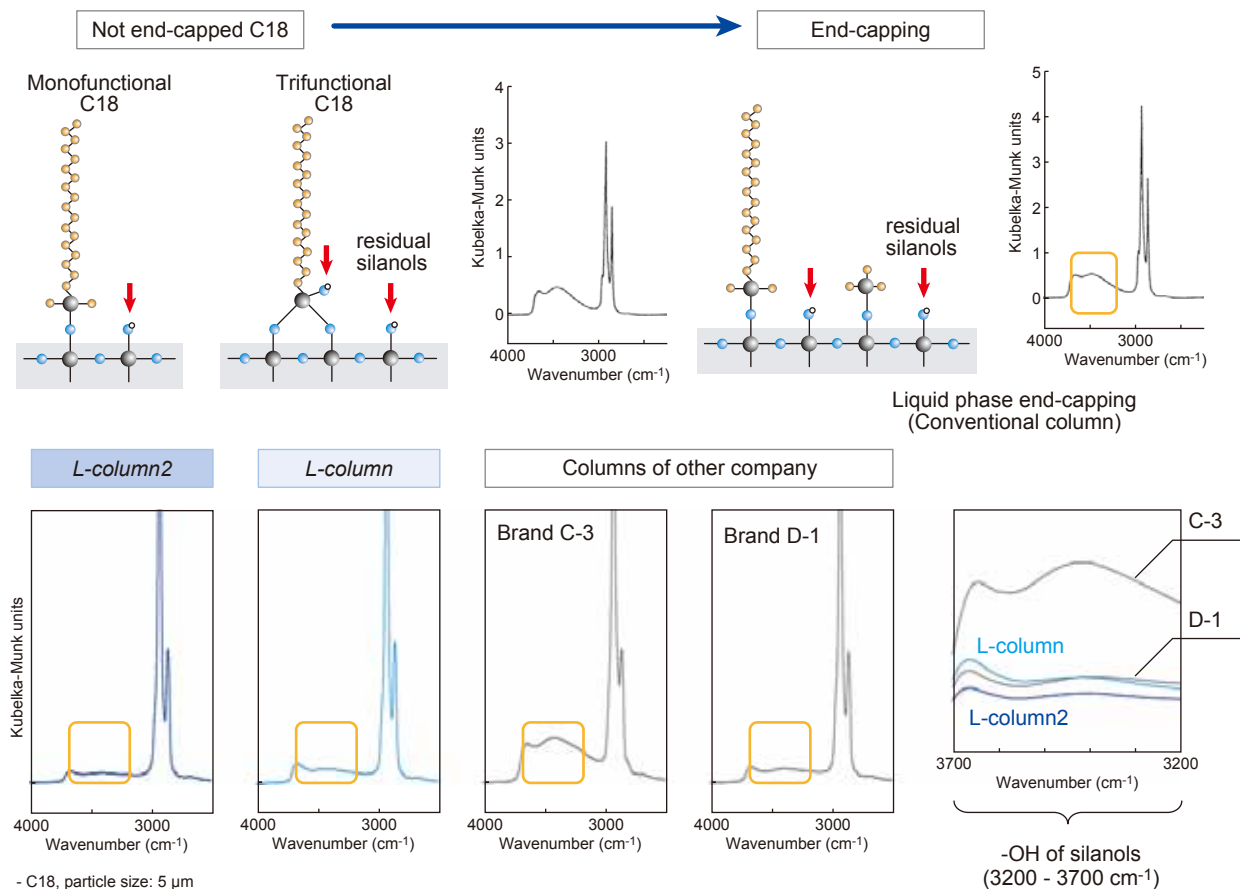 Not end-capped C18
End-capping
Monofunctional
C18
Trifunctional
C18
residual
silanols
Kubelka-Munk units
4
3
2
1
0
4000
3000
Wavenumber (cm-1)
residual
silanols
Kubelka-Munk units
5
4
3
2
1
0
4000
3000
Wavenumber (cm-1)
Liquid phase end-capping
(Conventional column)
L-column2
L-column
Columns of other company
Kubelka-Munk units
4000
3000
Wavenumber (cm-1)
4000
3000
Wavenumber (cm-1)
Brand C-3
4000
3000
Wavenumber (cm-1)
Brand D-1
4000
3000
Wavenumber (cm-1)
C-3
D-1
L-column
L-column2
3700
3200
Wavenumber (cm-1)
-OH of silanols
(3200 - 3700 cm-1)
- C18, particle size: 5 µm